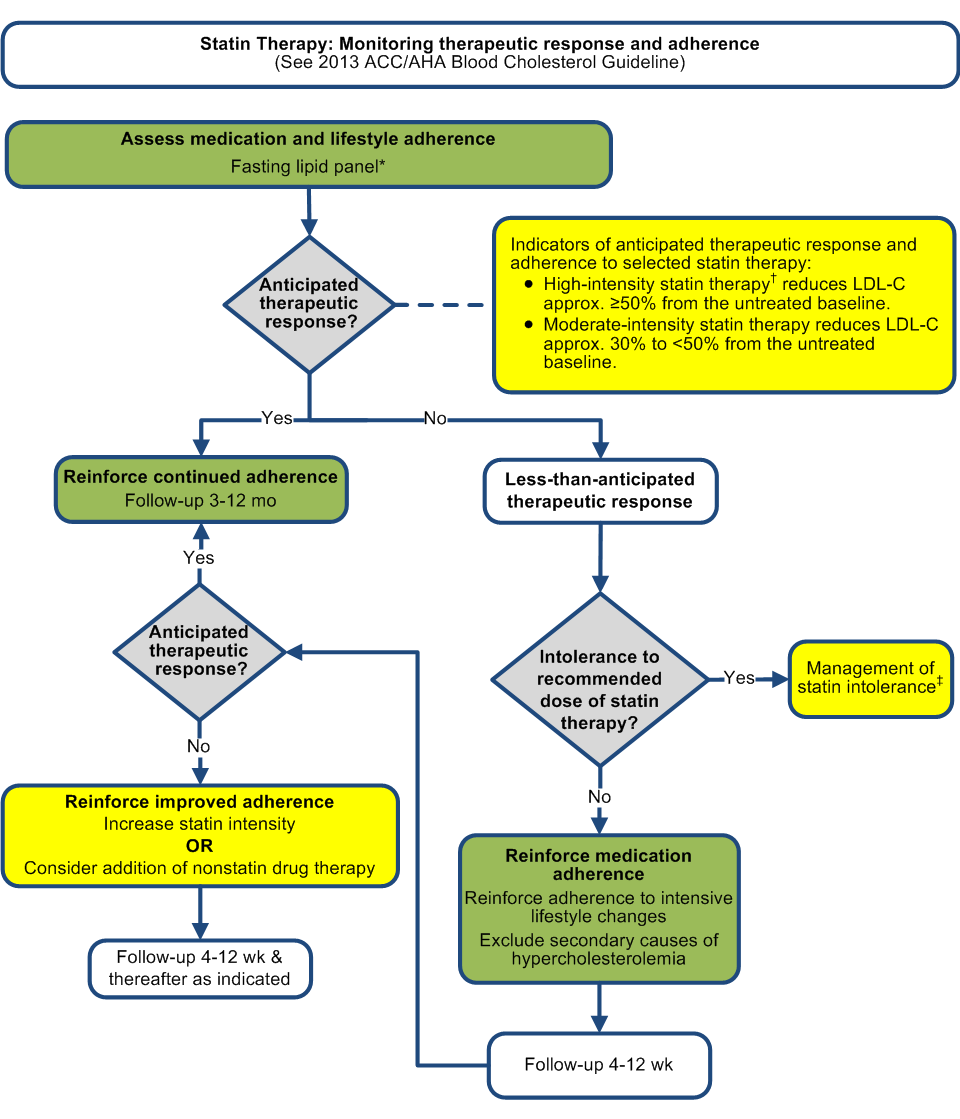 Statin Therapy: Monitoring therapeutic response and adherence
(See 2013 ACC/AHA Blood Cholesterol Guideline)
Assess medication and lifestyle adherence
Fasting lipid panel*
Anticipated
therapeutic
response?
Indicators of anticipated therapeutic response and
adherence to selected statin therapy:
● High-intensity statin therapy† reduces LDL-C
approx. ≥50% from the untreated baseline.
● Moderate-intensity statin therapy reduces LDL-C
approx. 30% to <50% from the untreated
baseline.
Yes
No
Reinforce continued adherence
Follow-up 3-12 mo
Less-than-anticipated
therapeutic response
Yes
Anticipated
therapeutic
response?
Intolerance to
recommended
dose of statin
therapy?
Yes
Management of
statin intolerance‡
No
Reinforce improved adherence
Increase statin intensity
OR
Consider addition of nonstatin drug therapy
No
Reinforce medication
adherence
Reinforce adherence to intensive
lifestyle changes
Exclude secondary causes of
hypercholesterolemia
Follow-up 4-12 wk &
thereafter as indicated
Follow-up 4-12 wk